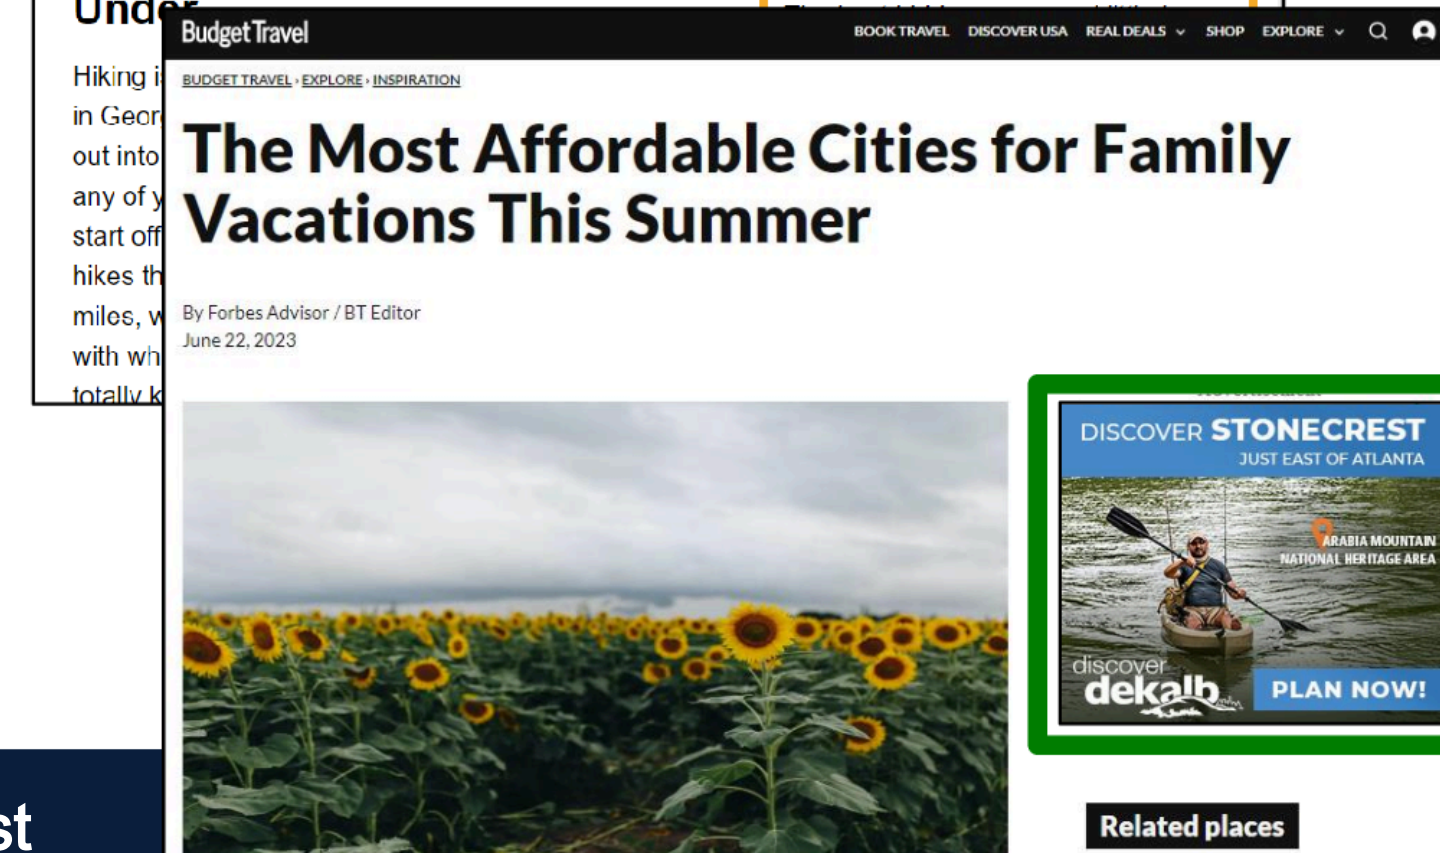 Under
Hiking i
in Geor
out into
any of y
start off
hikes th
miles, w
with wh
totally k
Budget Travel
BOOK TRAVEL DISCOVER USA REAL DEALS SHOP EXPLORE
BUDGET TRAVEL › EXPLORE › INSPIRATION
The Most Affordable Cities for Family
Vacations This Summer
By Forbes Advisor / BT Editor
June 22, 2023
DISCOVER STONECREST
JUST EAST OF ATLANTA
ARABIA MOUNTAIN
NATIONAL HERITAGE AREA
discover
dekalb
PLAN NOW!
Related places
st